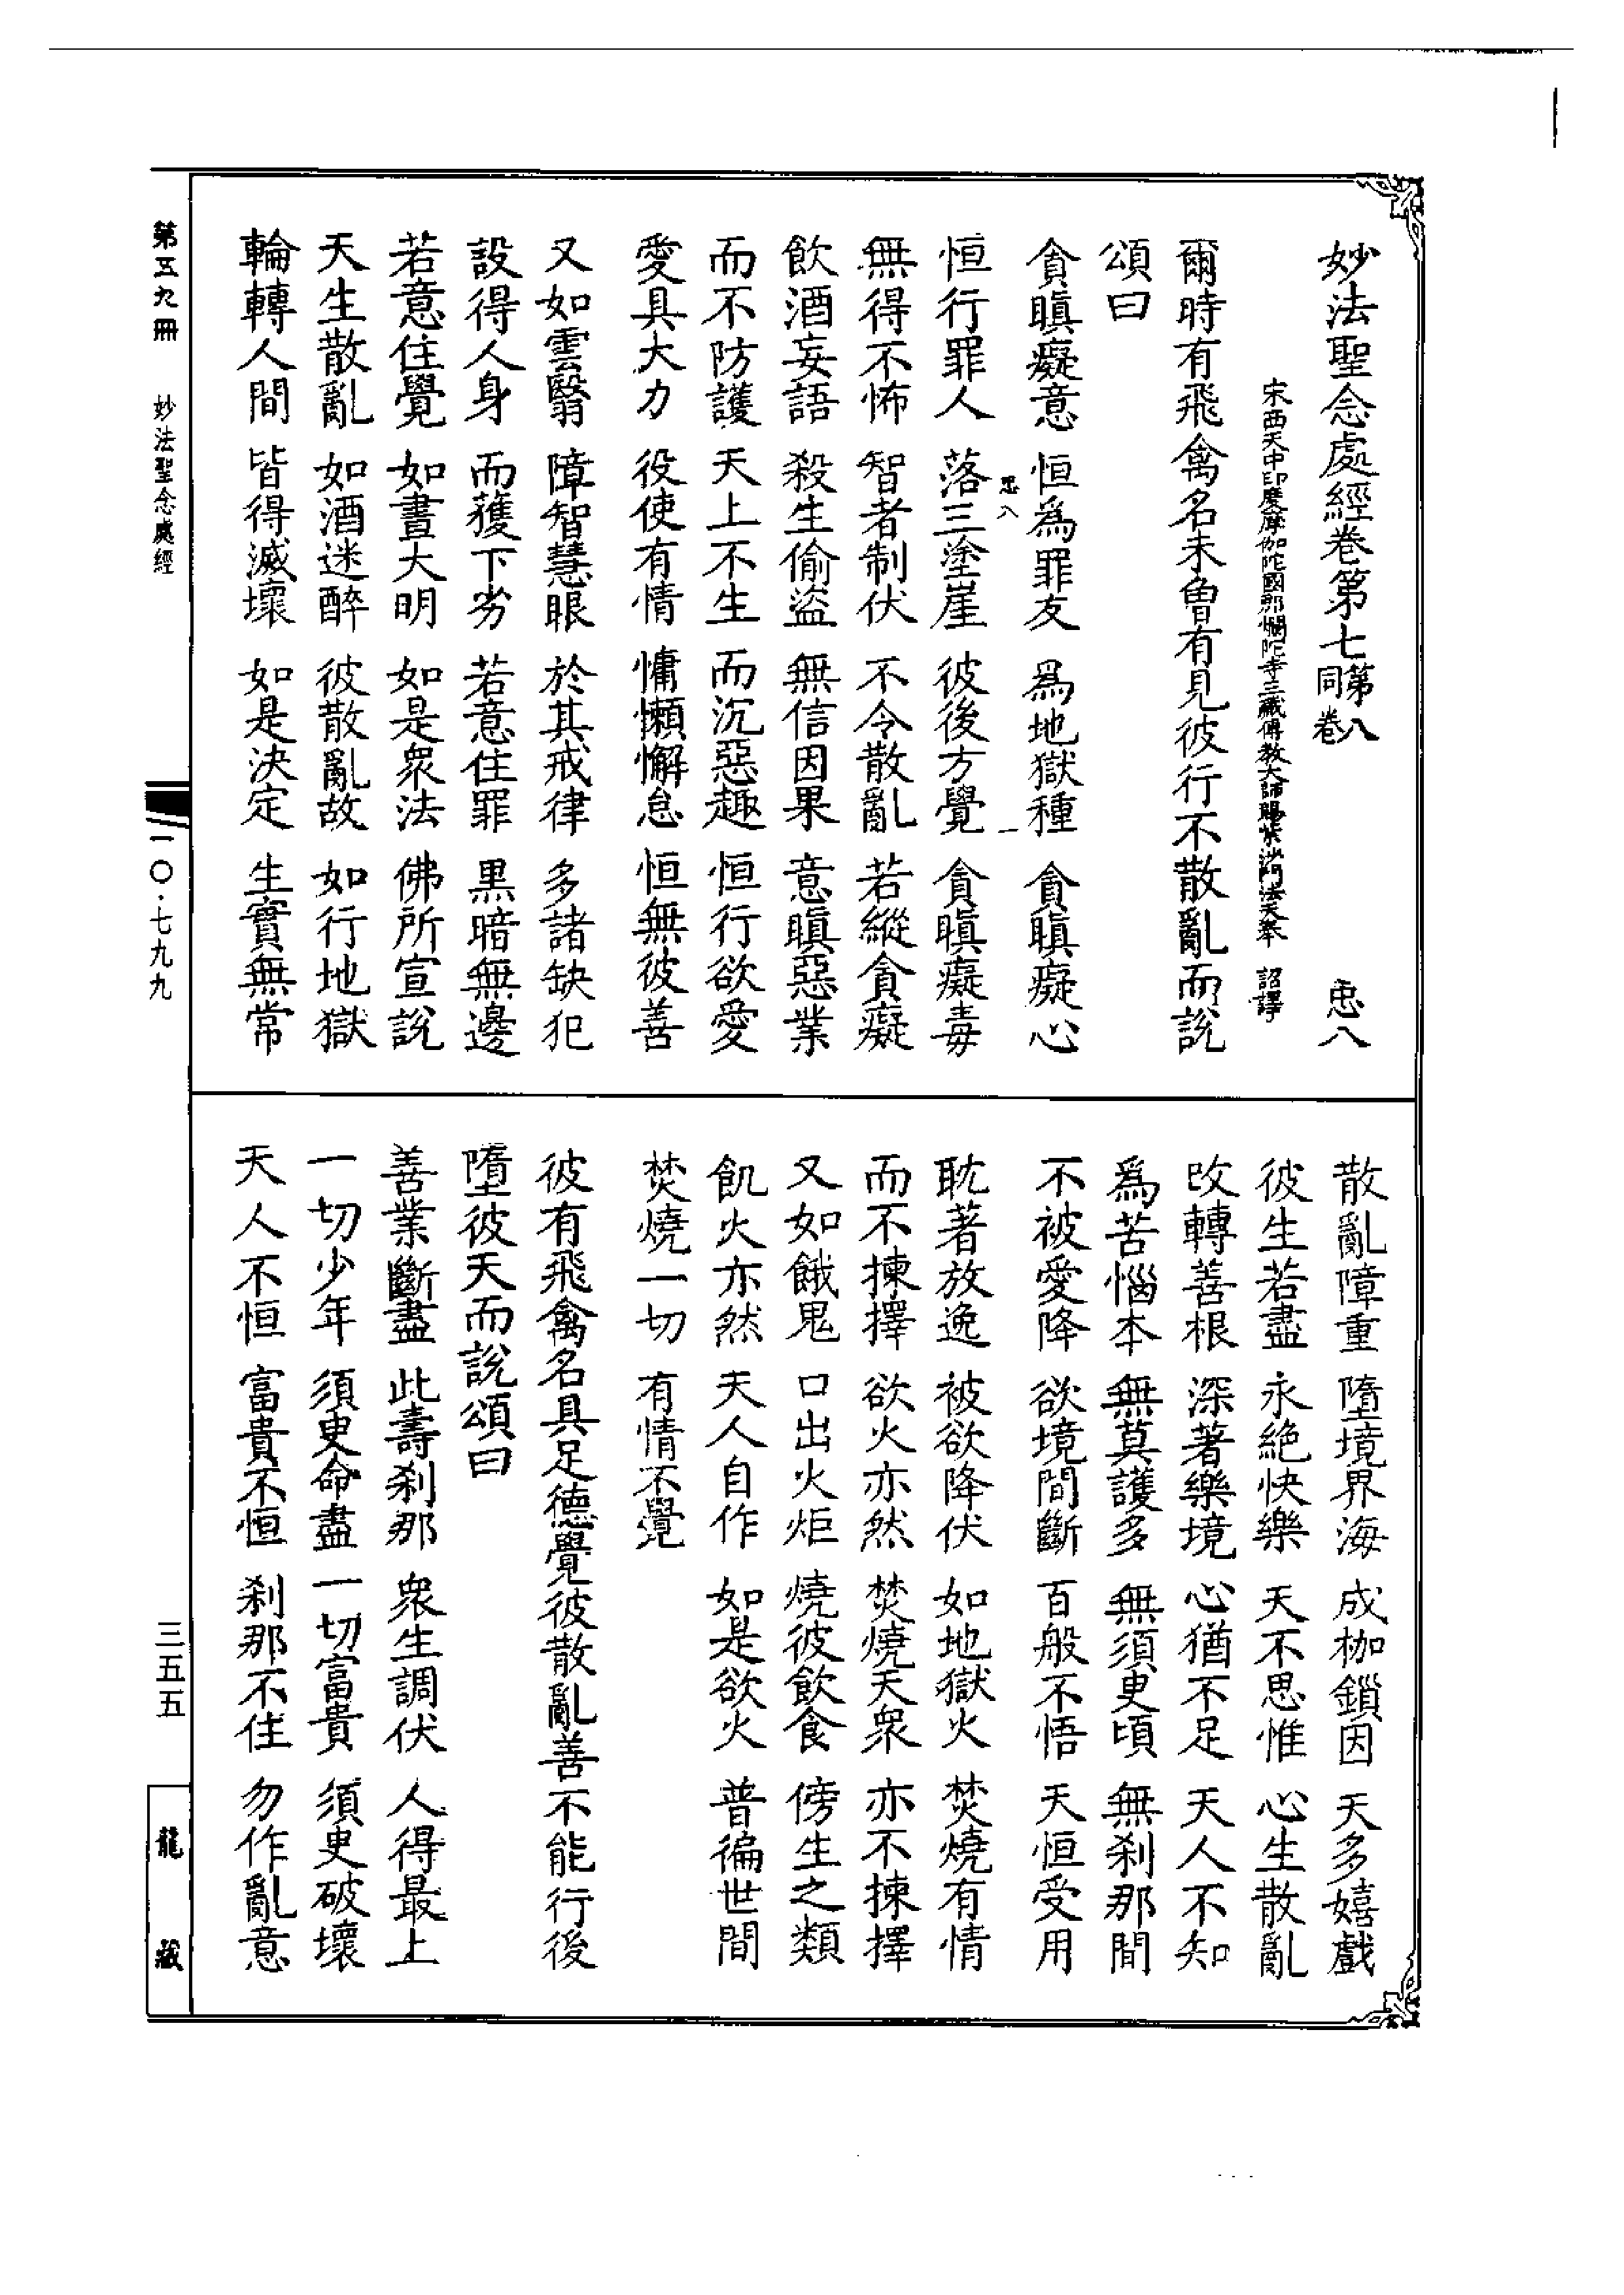 妙法聖念處經卷第七第八同卷 忠八
宋西天中印度摩伽陀國那爛陀寺三藏傳教大師賜紫沙門法天奉 詔譯
爾時有飛禽名未曾有見彼行不散亂而說
頌曰
貪瞋癡意 恒為罪友 為地獄種 貪瞋癡心
忠八 一
恒行罪人 落三塗崖 彼後方覺 貪瞋癡毒
無得不怖 智者制伏 不令散亂 若縱貪癡
飲酒妄語 殺生偷盜 無信因果 意瞋惡業
而不防護 天上不生 而沉惡趣 恒行欲愛
愛具大力 役使有情 慵懶懈怠 恒無彼善
又如雲翳 障智慧眼 於其戒律 多諸缺犯
設得人身 而獲下劣 若意住罪 黑暗無邊
若意住覺 如晝大明 如是眾法 佛所宣說
天生散亂 如酒迷醉 彼散亂故 如行地獄
輪轉人間 皆得滅壞 如是決定 生實無常
散亂障重 墮境界海 成枷鎖因 天多嬉戲
彼生若盡 永絕快樂 天不思惟 心生散亂
改轉善根 深著樂境 心猶不足 天人不知
為苦惱本 無莫護多 無須更頃 無剎那間
不被愛降 欲境間斷 百般不悟 天恒受用
耽著放逸 被欲降伏 如地獄火 焚燒有情
而不揀擇 欲火亦然 焚燒天眾 亦不揀擇
又如餓鬼 口出火炬 燒彼飲食 傍生之類
飢火亦然 天人自作 如是欲火 普徧世間
焚燒一切 有情不覺
彼有飛禽名具足德覺彼散亂善不能行後
墮彼天而說頌曰
善業斷盡 此壽剎那 眾生調伏 人得最上
一切少年 須臾命盡 一切富貴 須臾破壞
天人不恒 富貴不恒 剎那不住 勿作亂意
第五九冊 妙法聖念處經 一〇·七九九 三五五 龍藏